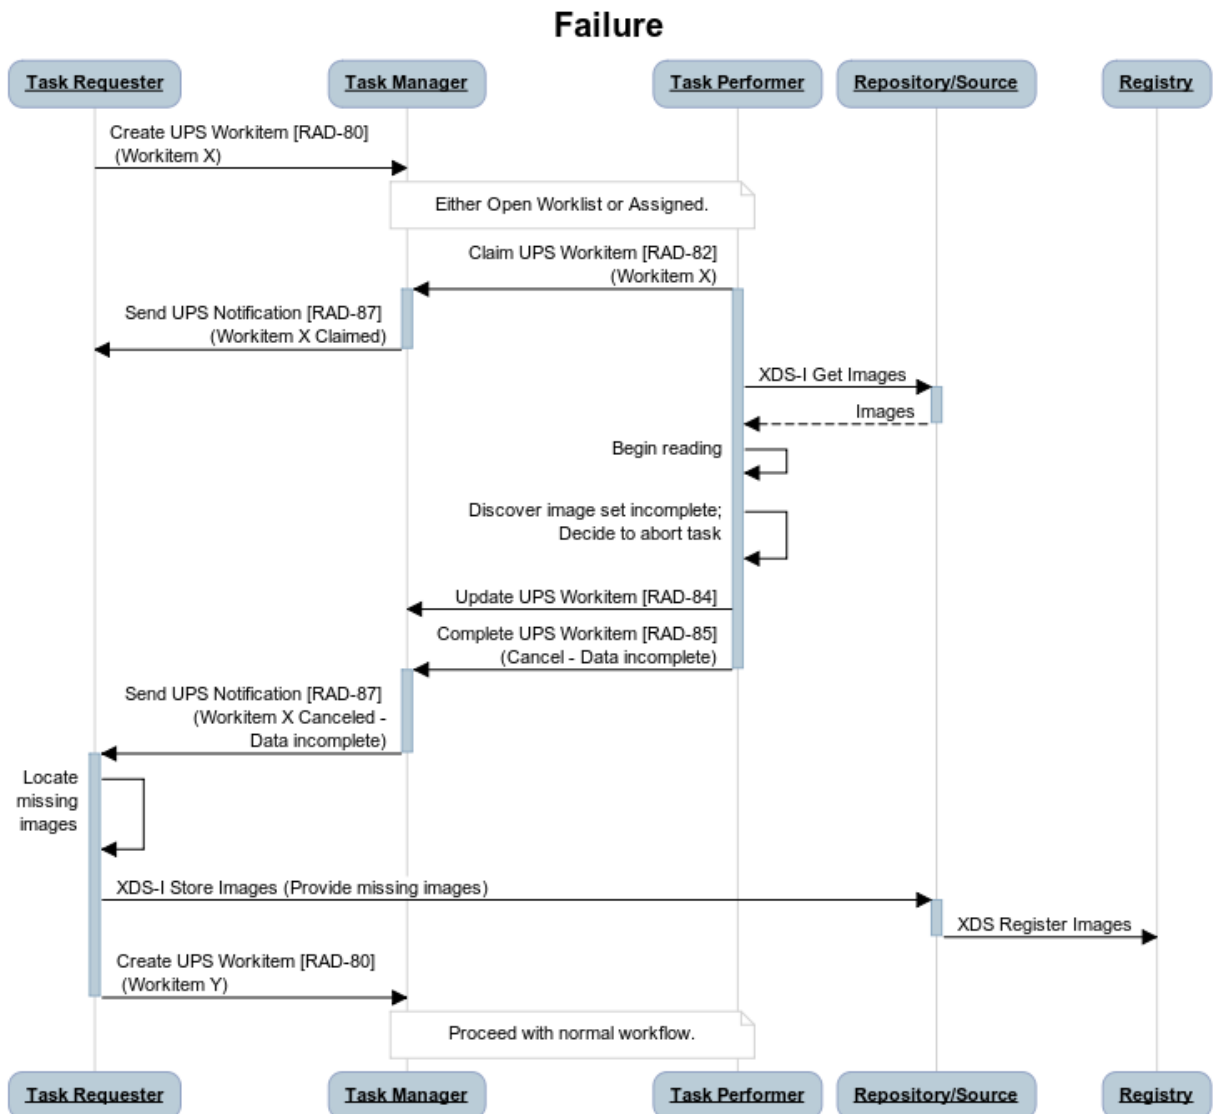 Failure
Task Requester
Task Manager
Task Performer
Repository/Source
Registry
Create UPS Workitem [RAD-80]
(Workitem X)
Either Open Worklist or Assigned.
Claim UPS Workitem [RAD-82]
(Workitem X)
Send UPS Notification [RAD-87]
(Workitem X Claimed)
XDS-I Get Images
Images
Begin reading
Discover image set incomplete;
Decide to abort task
Update UPS Workitem [RAD-84]
Complete UPS Workitem [RAD-85]
(Cancel - Data incomplete)
Send UPS Notification [RAD-87]
(Workitem X Canceled -
Data incomplete)
Locate
missing
images
XDS-I Store Images (Provide missing images)
XDS Register Images
Create UPS Workitem [RAD-80]
(Workitem Y)
Proceed with normal workflow.
Task Requester
Task Manager
Task Performer
Repository/Source
Registry